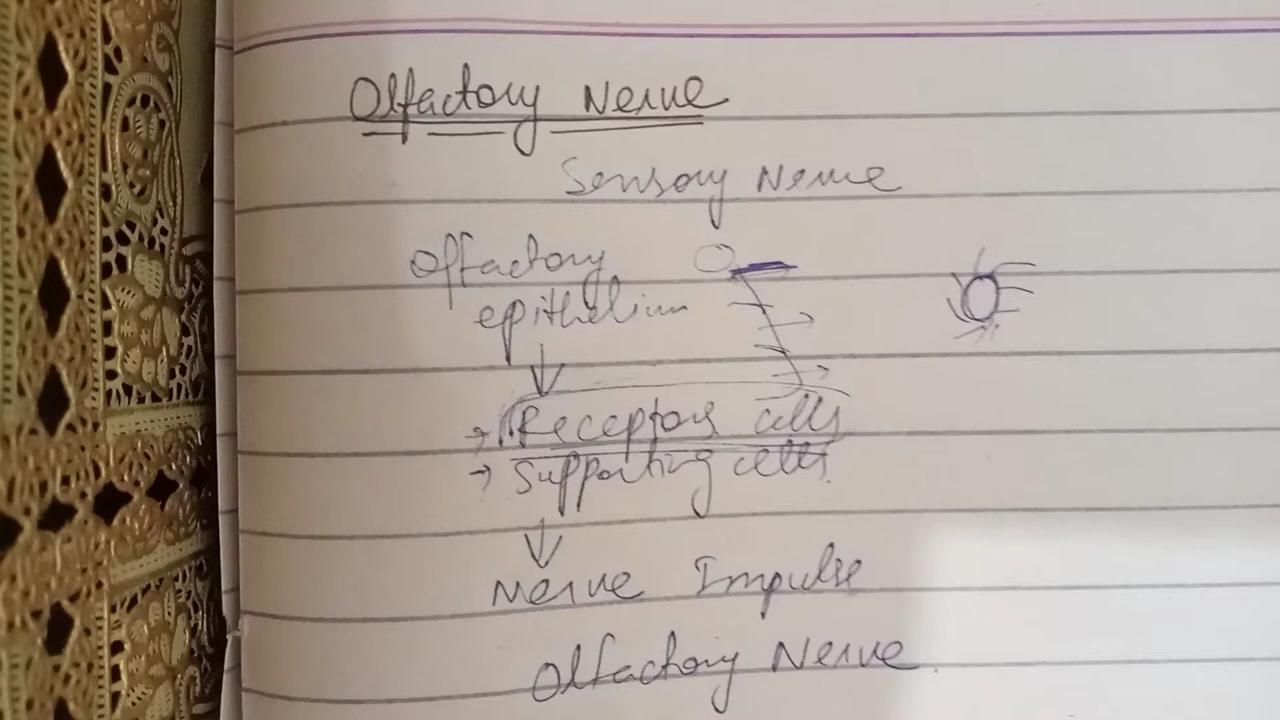 Olfactory Nerve
Sensory Nerve
Olfactory
epithelium
→ Receptors cells
→ Supporting cells.
Nerve Impulse
Olfactory Nerve.